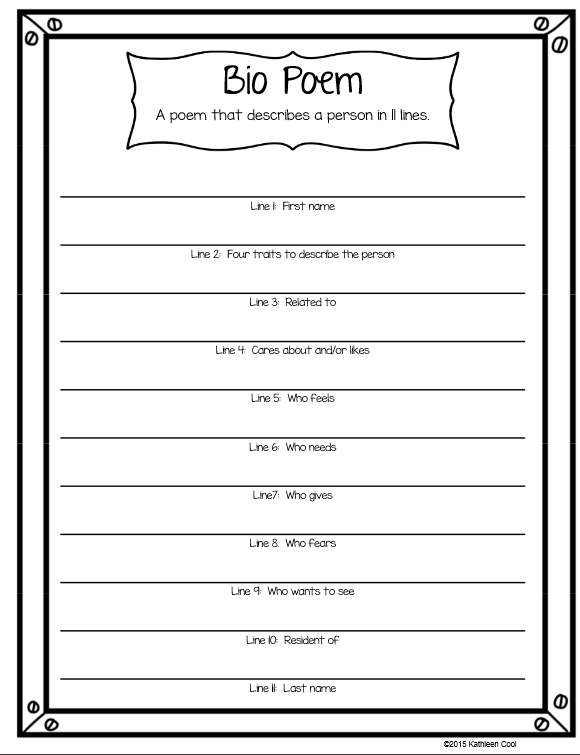 Bio Poem
A poem that describes a person in 11 lines.
Line 1:  First name
Line 2:  Four traits to describe the person
Line 3:  Related to
Line 4:  Cares about and/or likes
Line 5:  Who feels
Line 6:  Who needs
Line7:  Who gives
Line 8.  Who fears
Line 9:  Who wants to see
Line 10:  Resident of
Line 11:  Last name
©2015 Kathleen Cool